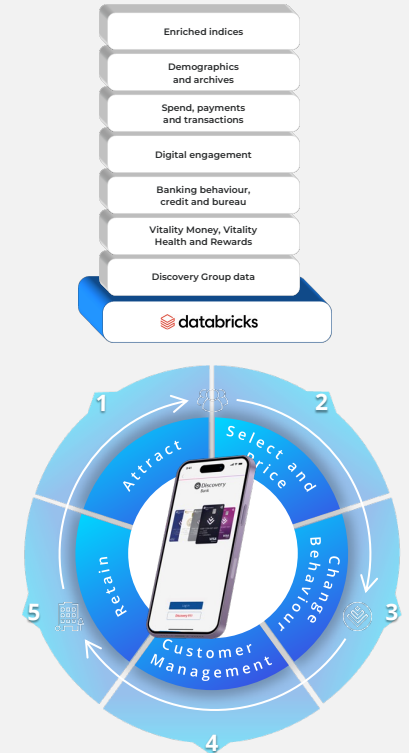 Enriched indices
Demographics
and archives
Spend, payments
and transactions
Digital engagement
Banking behaviour,
credit and bureau
Vitality Money, Vitality
Health and Rewards
Discovery Group data
databricks
1
2
Attract
Select and
Price
Discovery
Bank
VISA
Retain
Change
Behaviour
5
3
Customer
Management
4